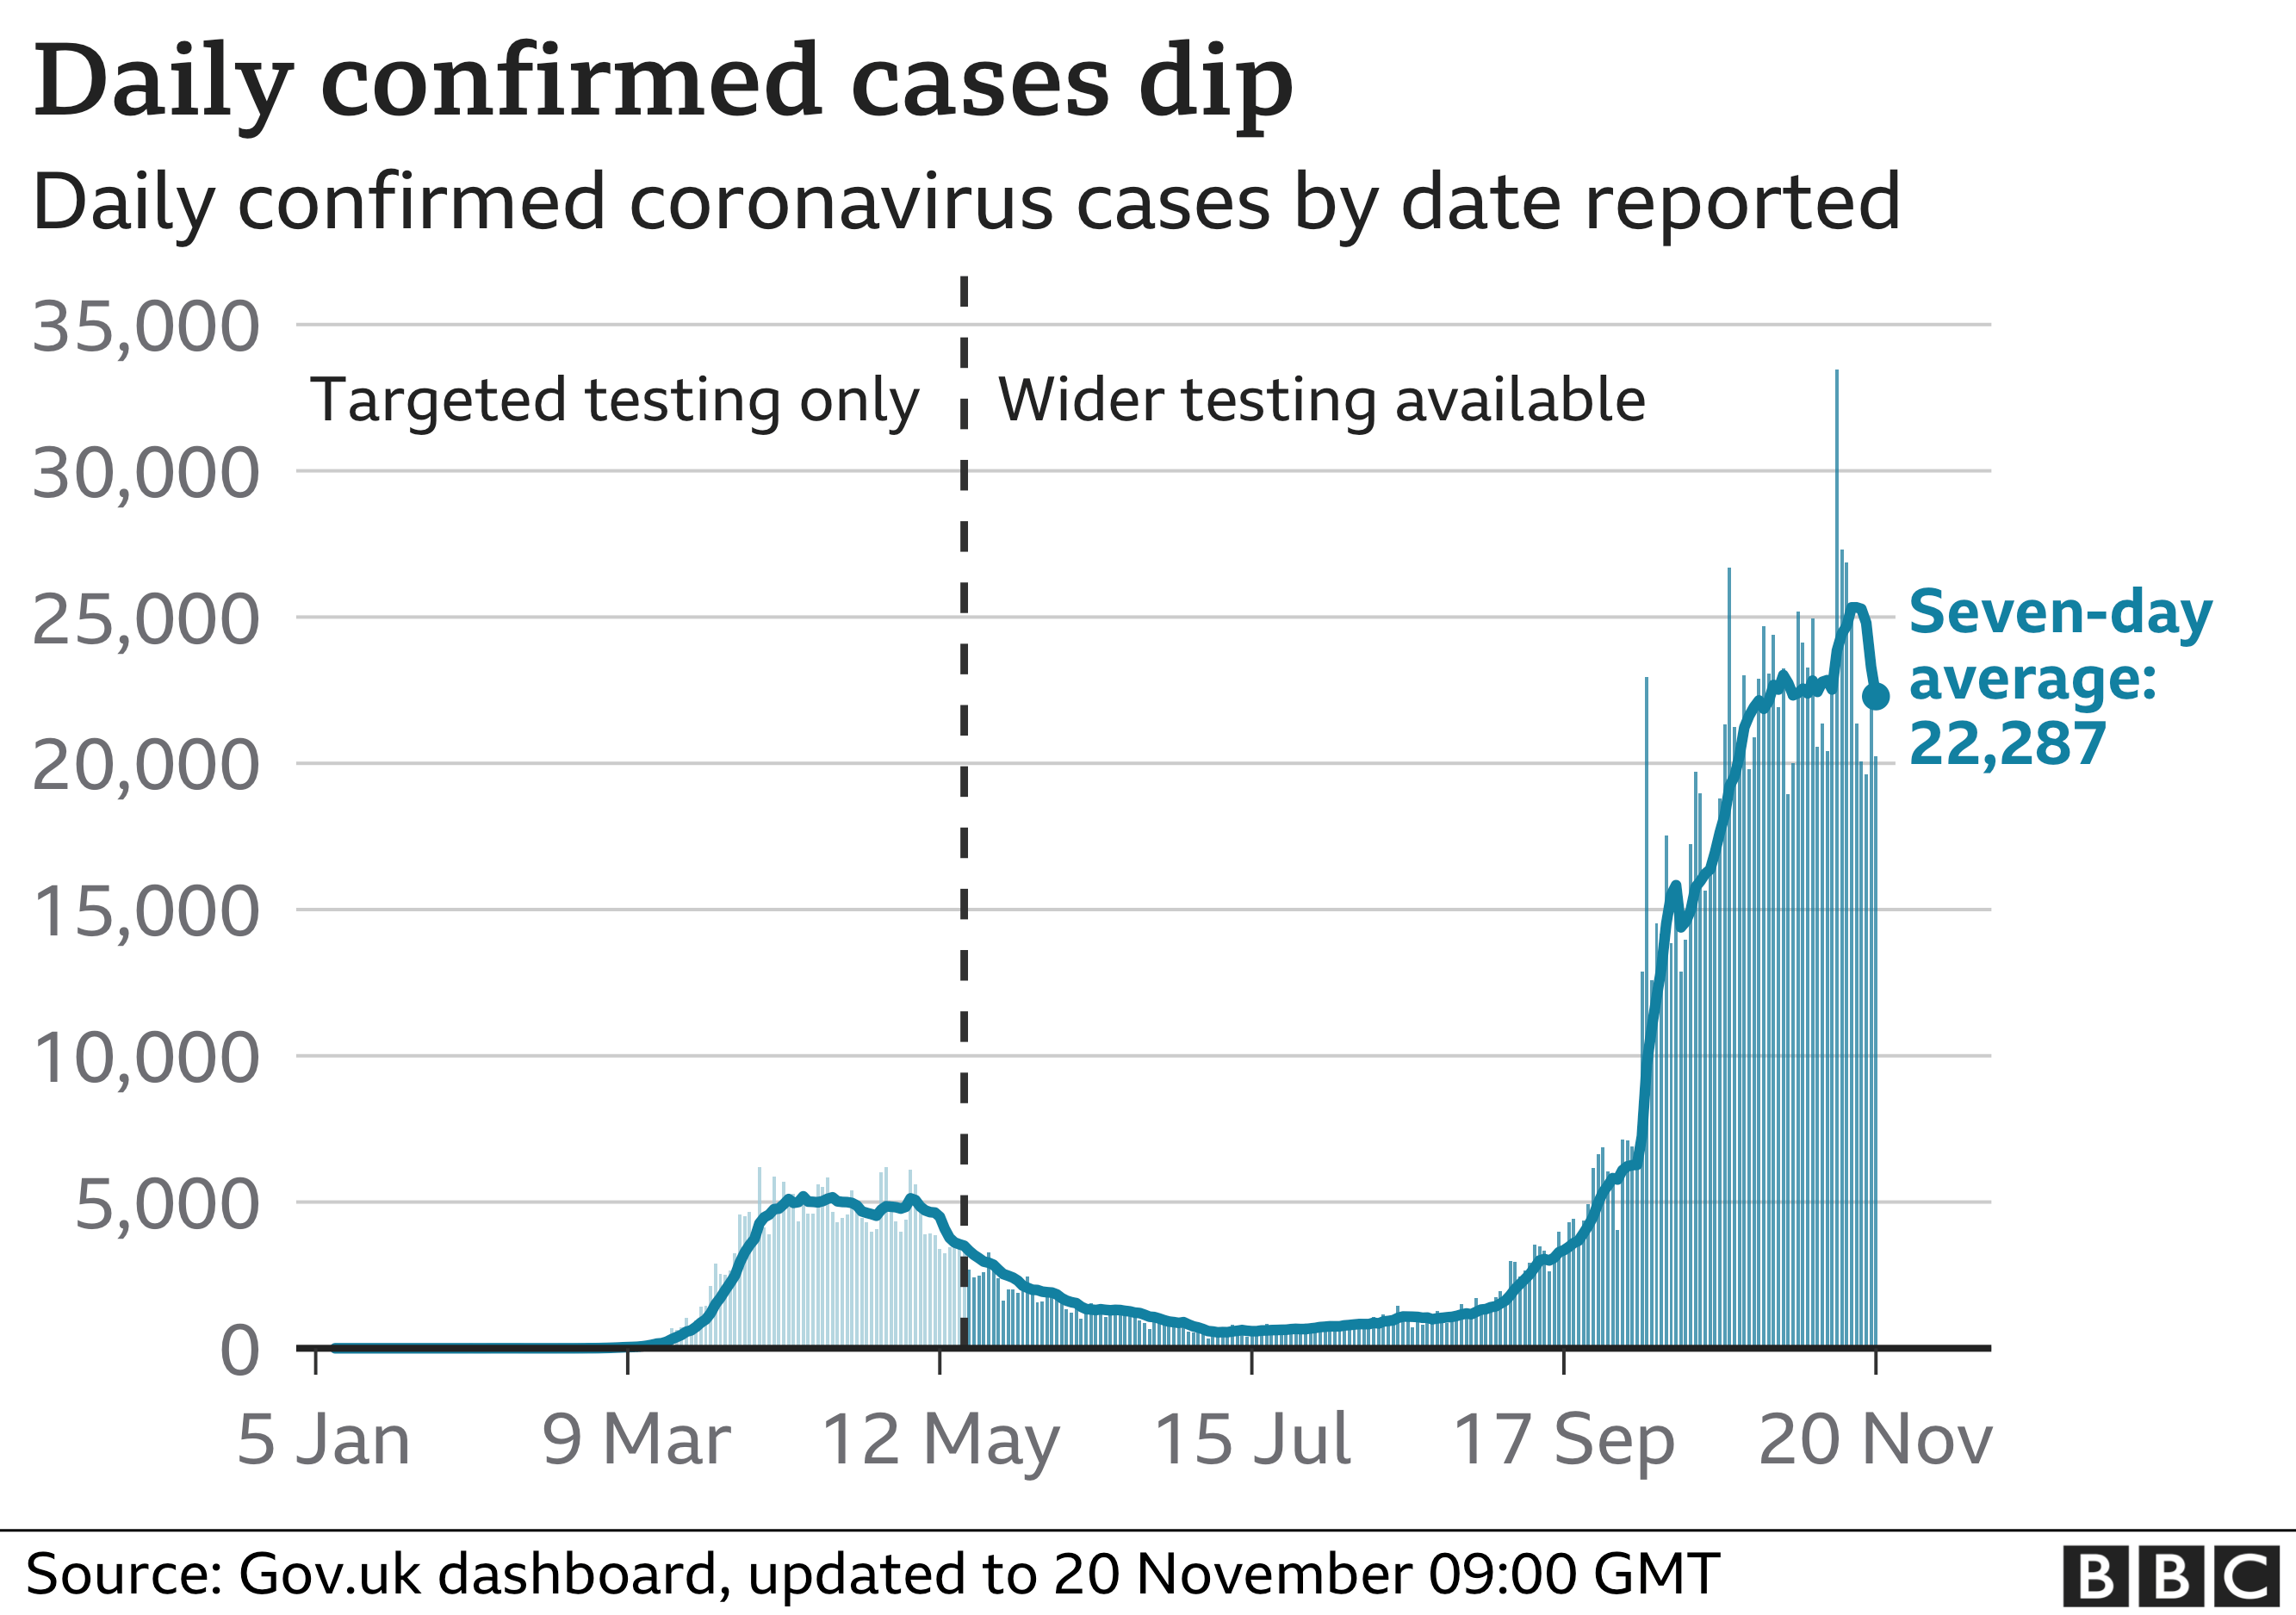 Daily confirmed cases dip
Daily confirmed coronavirus cases by date reported
35,000
Targeted testing only
Wider testing available
30,000
25,000
Seven-day
average:
22,287
20,000
15,000
10,000
5,000
0
5 Jan
9 Mar
12 May
15 Jul
17 Sep
20 Nov
Source: Gov.uk dashboard, updated to 20 November 09:00 GMT
BBC